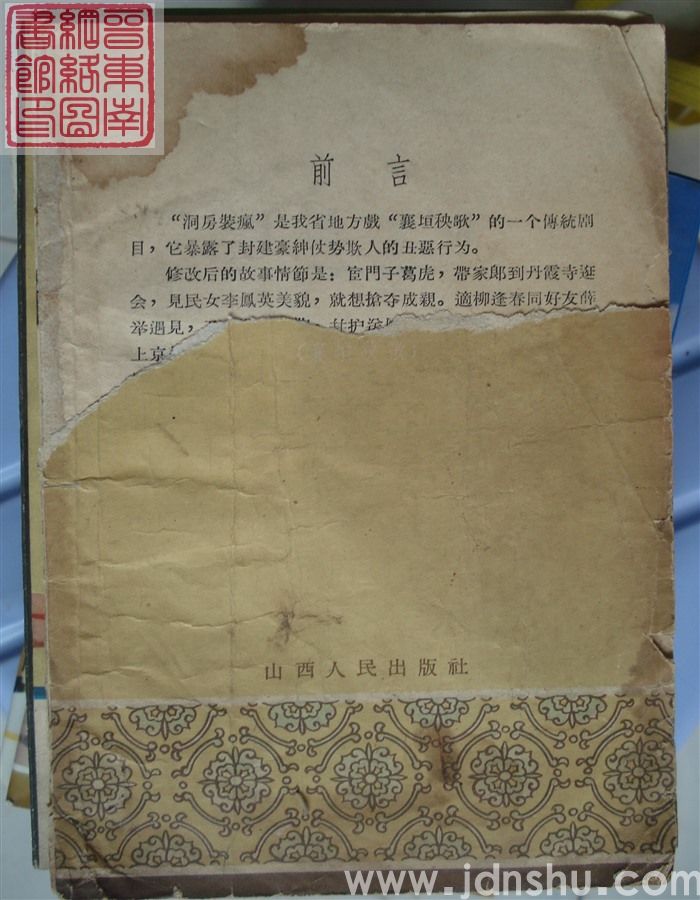 晋東南
網絡圖
書館印
前言
“洞房裝瘋”是我省地方戲“襄垣秧歌”的一个傳統剧
目，它暴露了封建豪紳仗势欺人的丑惡行为。
修改后的故事情節是：宦門子葛虎，帶家郎到丹霞寺逛
会，見民女李鳳英美貌，就想搶夺成親。適柳逢春同好友薛
举遇見，
上京
山西人民出版社
www.jdnshu.com